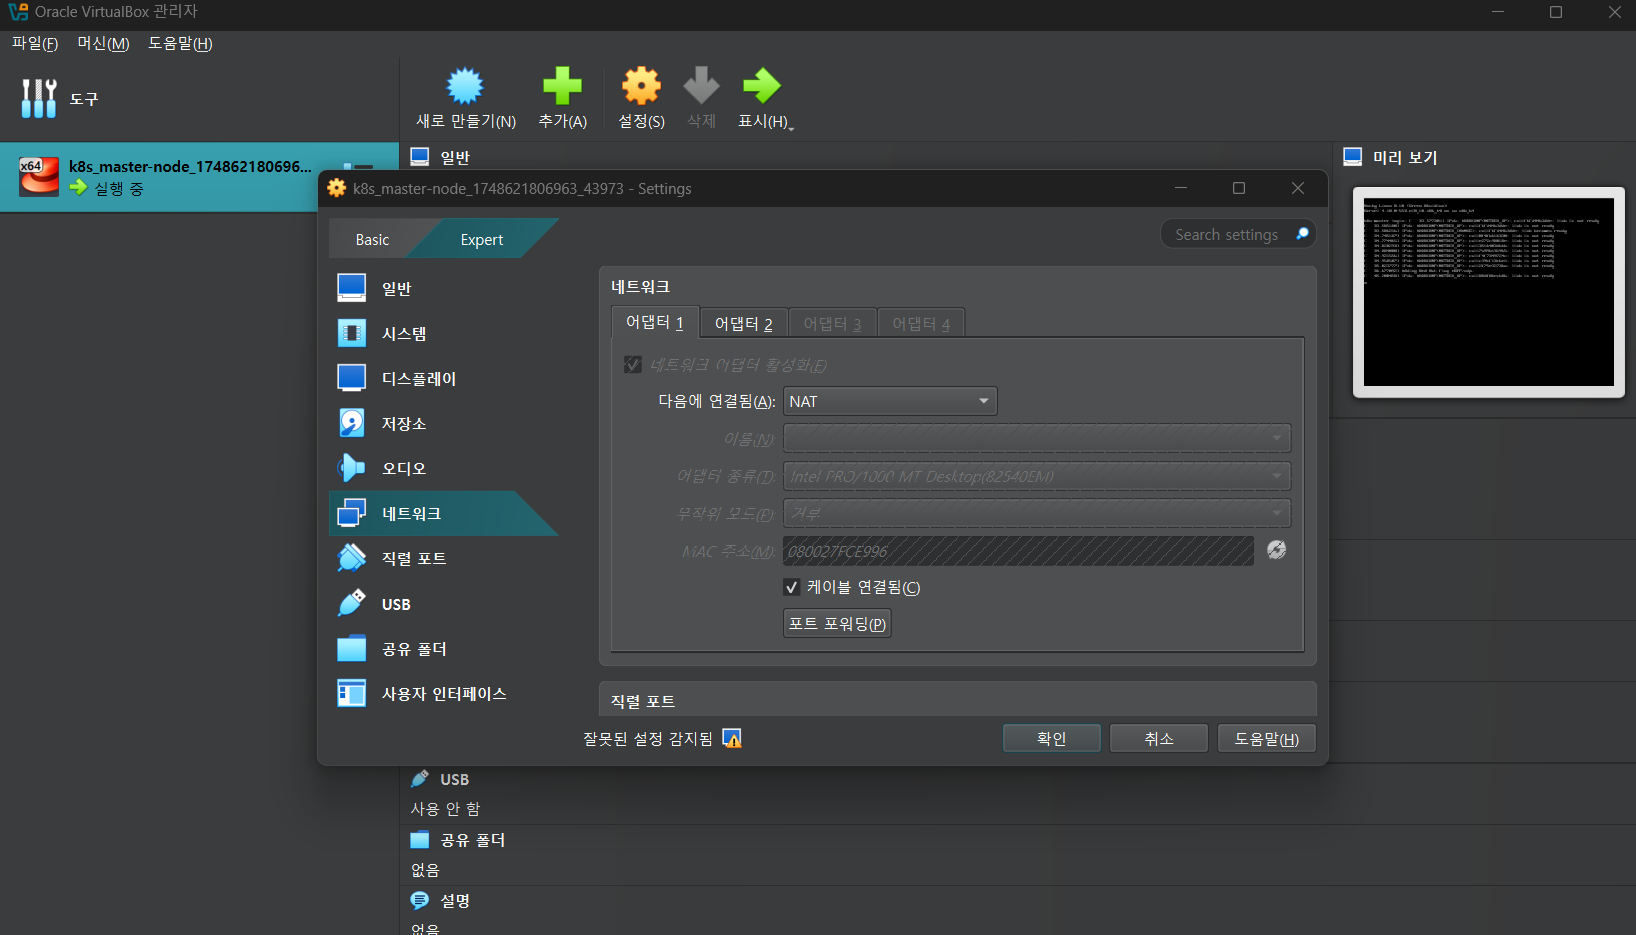 Oracle VirtualBox 관리자
파일(F) 머신(M) 도움말(H)
도구
새로 만들기(N) 추가(A) 설정(S) 삭제 표시(H)
x64
k8s_master-node_174862180696...
실행 중
일반
미리 보기
k8s_master-node_1748621806963_43973 - Settings
Basic Expert
Search settings
일반
시스템
디스플레이
저장소
오디오
네트워크
직렬 포트
USB
공유 폴더
사용자 인터페이스
네트워크
어댑터 1 어댑터 2 어댑터 3 어댑터 4
네트워크 어댑터 활성화(E)
다음에 연결됨(A): NAT
이름(N):
어댑터 종류(T): Intel PRO/1000 MT Desktop(82540EM)
무작위 모드(P): 거부
MAC 주소(M): 080027FCE996
케이블 연결됨(C)
포트 포워딩(P)
직렬 포트
잘못된 설정 감지됨
확인 취소 도움말(H)
USB
사용 안 함
공유 폴더
없음
설명
없음